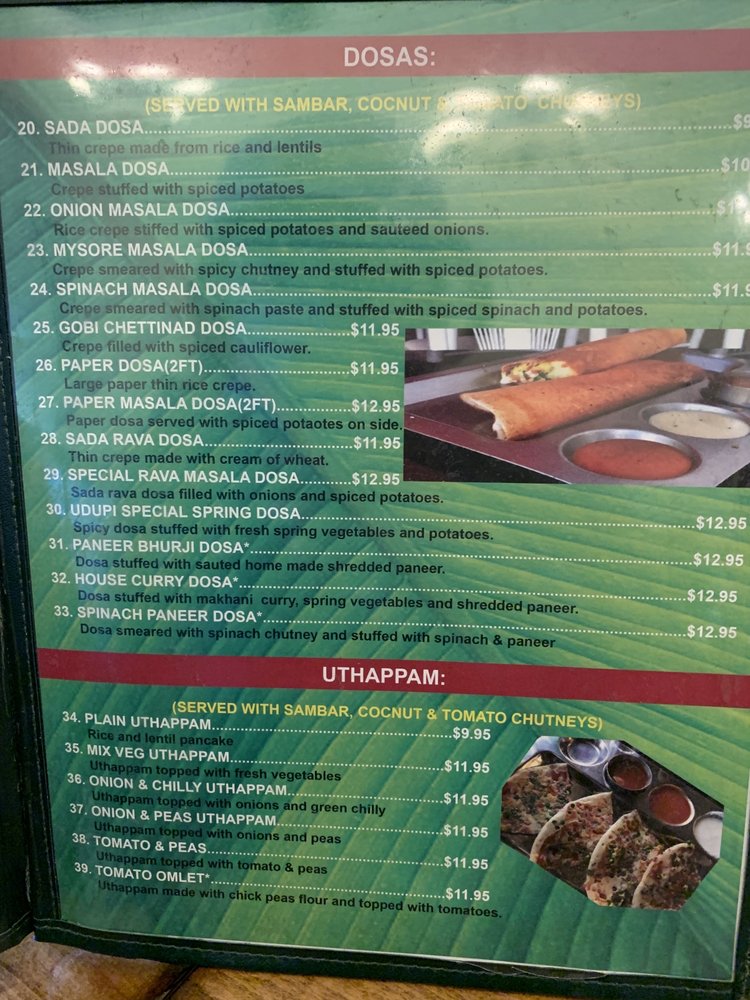 DOSAS:
(SERVED WITH SAMBAR, COCNUT & TOMATO CHUTNEYS)
20. SADA DOSA
Thin crepe made from rice and lentils
21. MASALA DOSA
Crepe stuffed with spiced potatoes
22. ONION MASALA DOSA
Rice crepe stiffed with spiced potatoes and sauteed onions.
23. MYSORE MASALA DOSA
Crepe smeared with spicy chutney and stuffed with spiced potatoes.
24. SPINACH MASALA DOSA
Crepe smeared with spinach paste and stuffed with spiced spinach and potatoes.
25. GOBI CHETTINAD DOSA $11.95
Crepe filled with spiced cauliflower.
26. PAPER DOSA(2FT) $11.95
Large paper thin rice crepe.
27. PAPER MASALA DOSA(2FT) $12.95
Paper dosa served with spiced potaotes on side.
28. SADA RAVA DOSA $11.95
Thin crepe made with cream of wheat.
29. SPECIAL RAVA MASALA DOSA $12.95
Sada rava dosa filled with onions and spiced potatoes.
30. UDUPI SPECIAL SPRING DOSA $12.95
Spicy dosa stuffed with fresh spring vegetables and potatoes.
31. PANEER BHURJI DOSA* $12.95
Dosa stuffed with sauted home made shredded paneer.
32. HOUSE CURRY DOSA* $12.95
Dosa stuffed with makhani curry, spring vegetables and shredded paneer.
33. SPINACH PANEER DOSA* $12.95
Dosa smeared with spinach chutney and stuffed with spinach & paneer
UTHAPPAM:
(SERVED WITH SAMBAR, COCNUT & TOMATO CHUTNEYS)
34. PLAIN UTHAPPAM $9.95
Rice and lentil pancake
35. MIX VEG UTHAPPAM $11.95
Uthappam topped with fresh vegetables
36. ONION & CHILLY UTHAPPAM $11.95
Uthappam topped with onions and green chilly
37. ONION & PEAS UTHAPPAM $11.95
Uthappam topped with onions and peas
38. TOMATO & PEAS $11.95
Uthappam topped with tomato & peas
39. TOMATO OMLET* $11.95
Uthappam made with chick peas flour and topped with tomatoes.